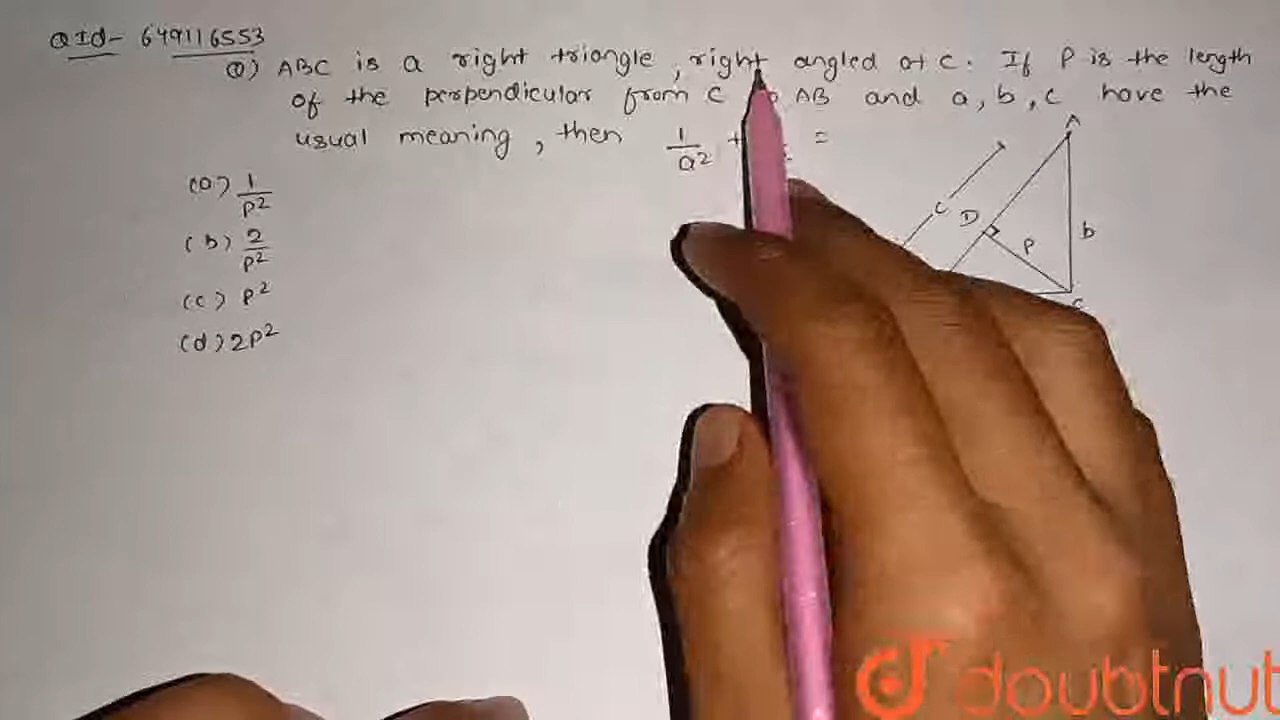 QId- 649116553
Q) ABC is a right triangle, right angled at C. If P is the length
of the perpendicular from C AB and a, b, c have the
usual meaning, then 1/a² + =
(a) 1/P²
(b) 2/P²
(c) P²
(d) 2P²
A
C
D
P
b
C
doubtnut